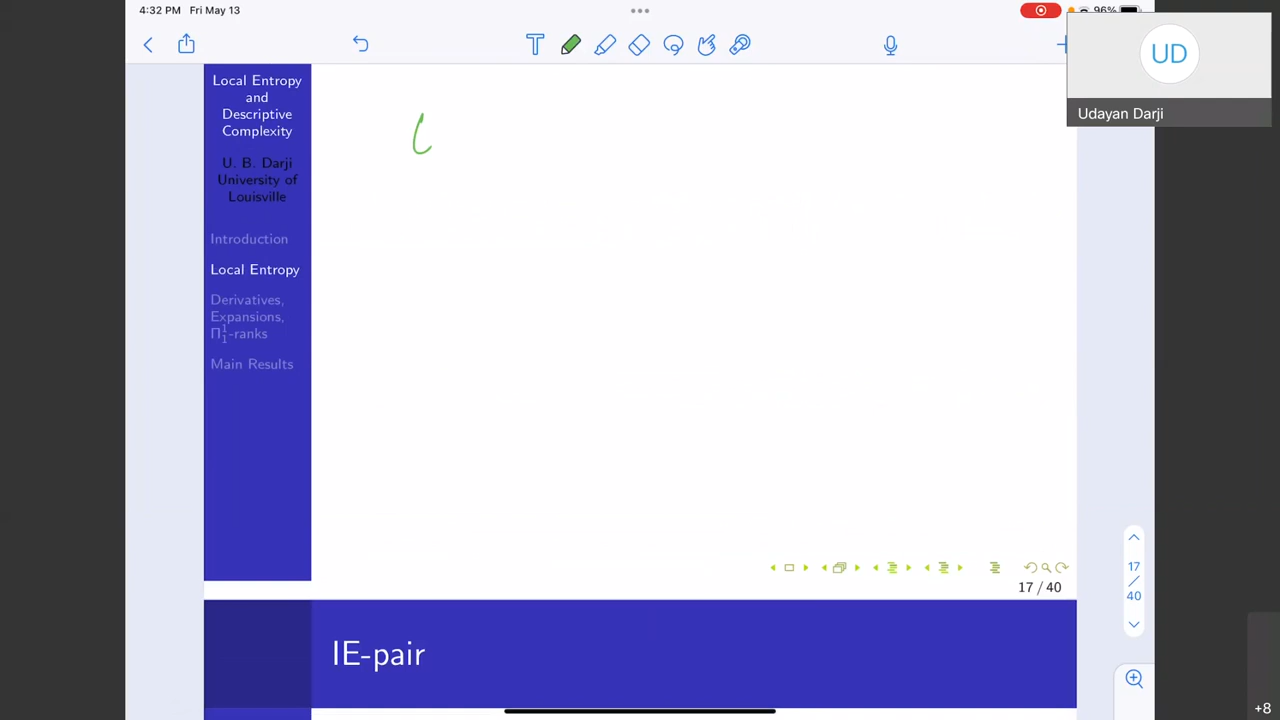 4:32 PM Fri May 13
96%
UD
Udayan Darji
Local Entropy
and
Descriptive
Complexity
U. B. Darji
University of
Louisville
Introduction
Local Entropy
Derivatives,
Expansions,
Π¹₁-ranks
Main Results
17 / 40
17
/
40
IE-pair
+8